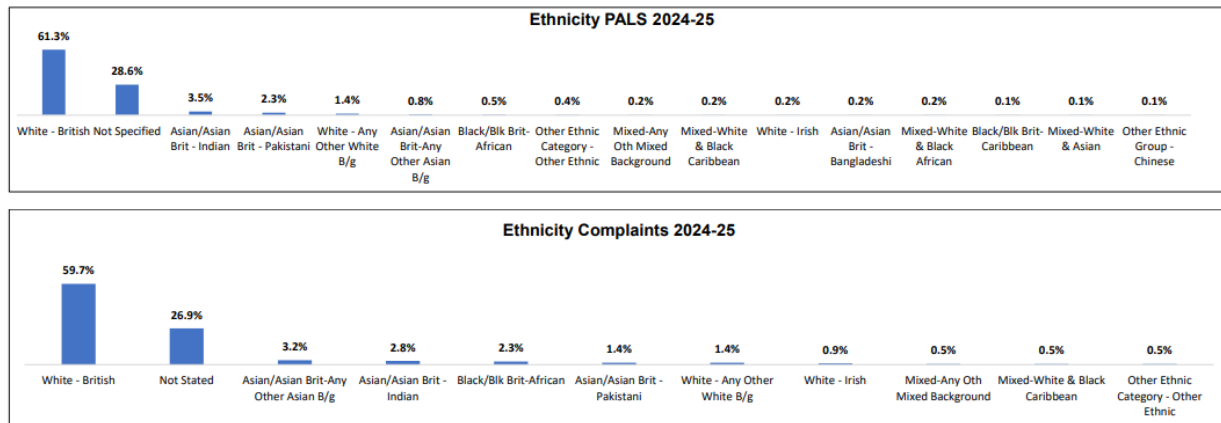 Ethnicity PALS 2024-25
61.3%
28.6%
3.5%
2.3%
1.4%
0.8%
0.5%
0.4%
0.2%
0.2%
0.2%
0.2%
0.2%
0.1%
0.1%
0.1%
White - British
Not Specified
Asian/Asian
Brit - Indian
Asian/Asian
Brit - Pakistani
White - Any
Other White
B/g
Asian/Asian
Brit-Any
Other Asian
B/g
Black/Blk Brit-
African
Other Ethnic
Category -
Other Ethnic
Mixed-Any
Oth Mixed
Background
Mixed-White
& Black
Caribbean
White - Irish
Asian/Asian
Brit -
Bangladeshi
Mixed-White
& Black
African
Black/Blk Brit-
Caribbean
Mixed-White
& Asian
Other Ethnic
Group -
Chinese
Ethnicity Complaints 2024-25
59.7%
26.9%
3.2%
2.8%
2.3%
1.4%
1.4%
0.9%
0.5%
0.5%
0.5%
White - British
Not Stated
Asian/Asian Brit-Any
Other Asian B/g
Asian/Asian Brit -
Indian
Black/Blk Brit-African
Asian/Asian Brit -
Pakistani
White - Any Other
White B/g
White - Irish
Mixed-Any Oth
Mixed Background
Mixed-White & Black
Caribbean
Other Ethnic
Category - Other
Ethnic